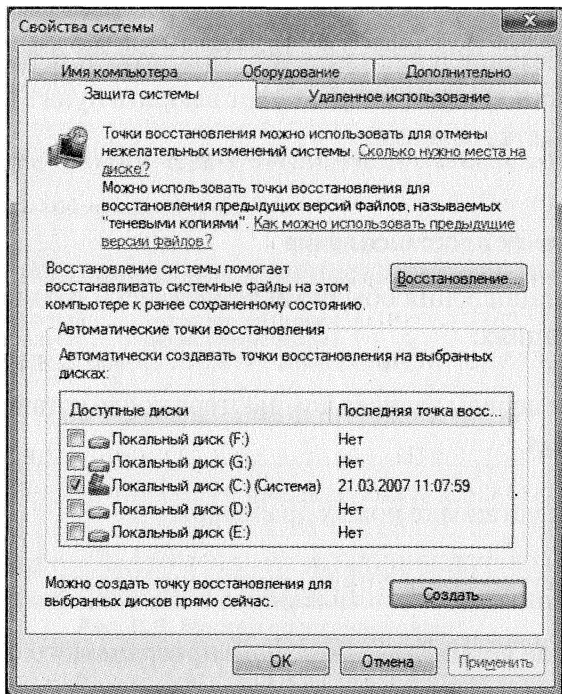 Свойства системы
Имя компьютера
Оборудование
Дополнительно
Защита системы
Удаленное использование
Точки восстановления можно использовать для отмены
нежелательных изменений системы. Сколько нужно места на
диске?
Можно использовать точки восстановления для
восстановления предыдущих версий файлов, называемых
"теневыми копиями". Как можно использовать предыдущие
версии файлов?
Восстановление системы помогает
восстанавливать системные файлы на этом
компьютере к ранее сохраненному состоянию.
Восстановление...
Автоматические точки восстановления
Автоматически создавать точки восстановления на выбранных
дисках:
Доступные диски Последняя точка восс...
Локальный диск (F:) Нет
Локальный диск (G:) Нет
Локальный диск (C:) (Система) 21.03.2007 11:07:59
Локальный диск (D:) Нет
Локальный диск (E:) Нет
Можно создать точку восстановления для
выбранных дисков прямо сейчас.
Создать...
ОК
Отмена
Применить